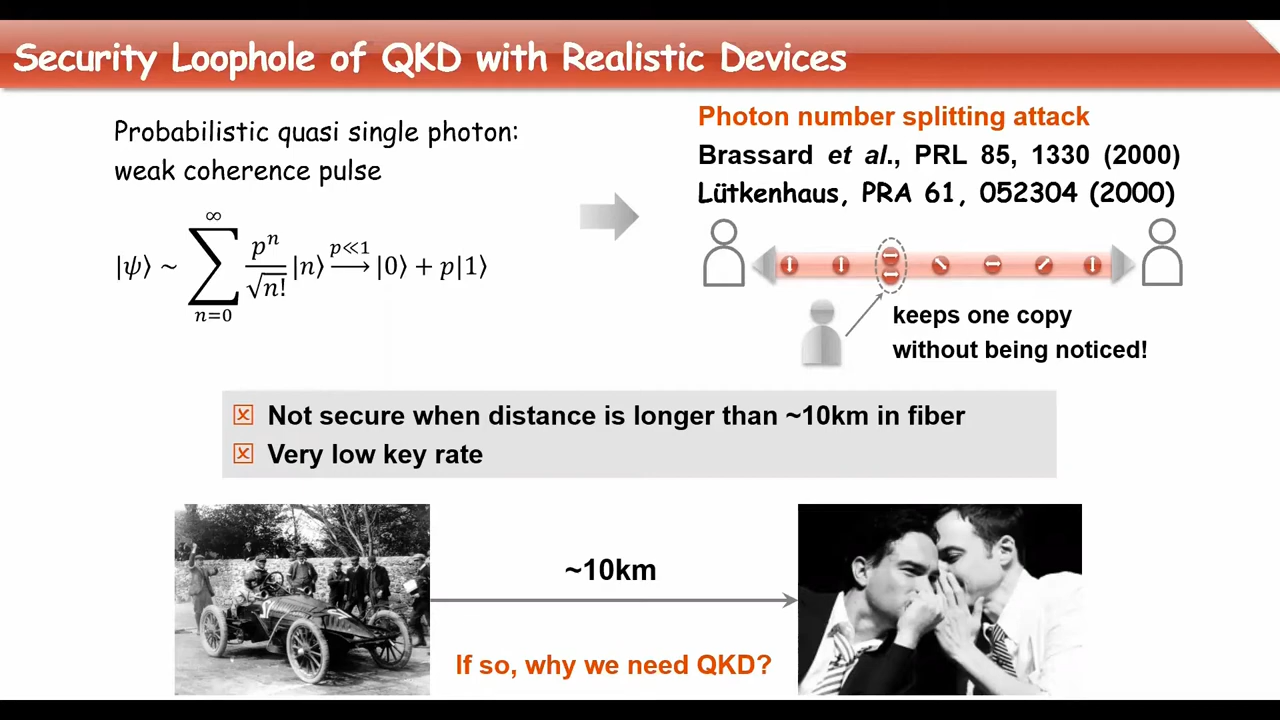 Security Loophole of QKD with Realistic Devices
Probabilistic quasi single photon:
weak coherence pulse
|ψ⟩ ~ ∑_{n=0}^{∞} pⁿ/√n! |n⟩ —p≪1→ |0⟩ + p|1⟩
Photon number splitting attack
Brassard et al., PRL 85, 1330 (2000)
Lütkenhaus, PRA 61, 052304 (2000)
keeps one copy
without being noticed!
Not secure when distance is longer than ~10km in fiber
Very low key rate
~10km
If so, why we need QKD?